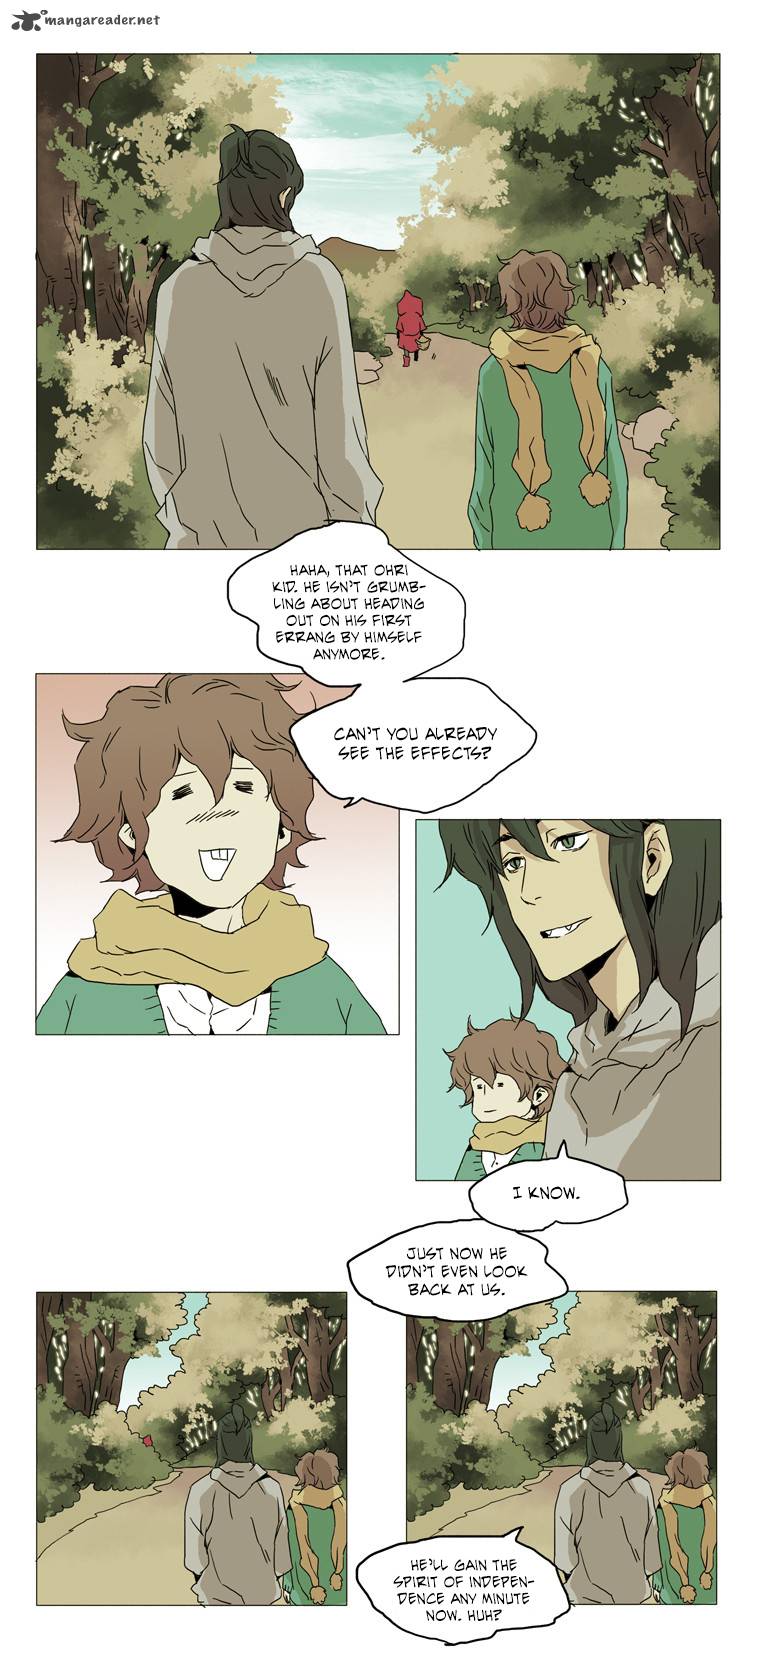 mangareader.net
HAHA, THAT OHRI
KID. HE ISN'T GRUMB-
LING ABOUT HEADING
OUT ON HIS FIRST
ERRANG BY HIMSELF
ANYMORE.
CAN'T YOU ALREADY
SEE THE EFFECTS?
I KNOW.
JUST NOW HE
DIDN'T EVEN LOOK
BACK AT US.
HE'LL GAIN THE
SPIRIT OF INDEPEN-
DENCE ANY MINUTE
NOW. HUH?